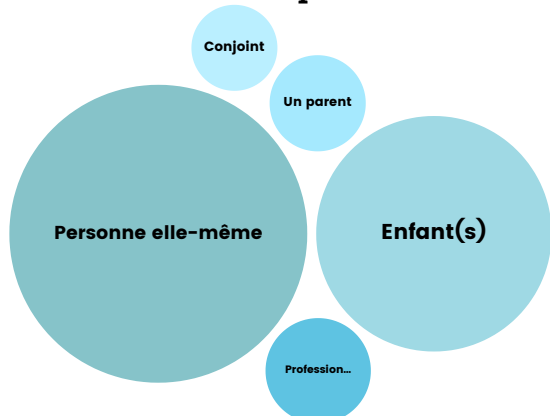 Conjoint
Un parent
Personne elle-même
Enfant(s)
Profession...